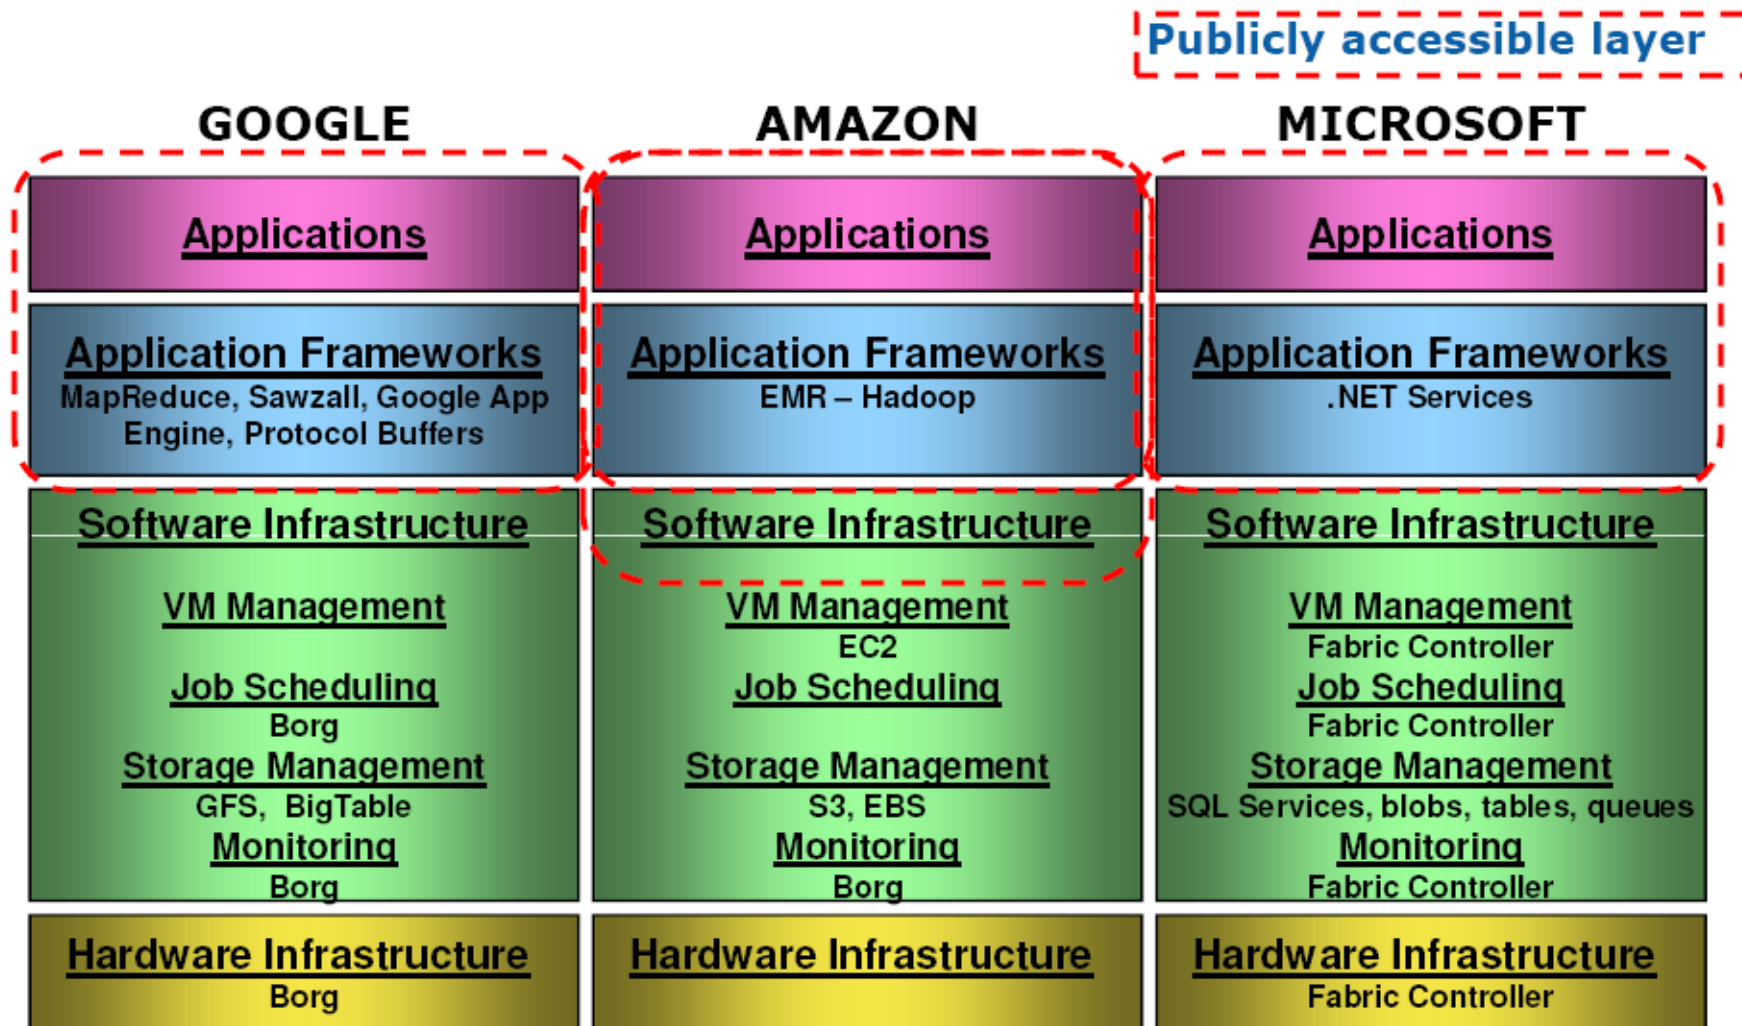 Publicly accessible layer
GOOGLE
Applications
Application Frameworks
MapReduce, Sawzall, Google App
Engine, Protocol Buffers
Software Infrastructure
VM Management
Job Scheduling
Borg
Storage Management
GFS, BigTable
Monitoring
Borg
Hardware Infrastructure
Borg
AMAZON
Applications
Application Frameworks
EMR – Hadoop
Software Infrastructure
VM Management
EC2
Job Scheduling
Storage Management
S3, EBS
Monitoring
Borg
Hardware Infrastructure
MICROSOFT
Applications
Application Frameworks
.NET Services
Software Infrastructure
VM Management
Fabric Controller
Job Scheduling
Fabric Controller
Storage Management
SQL Services, blobs, tables, queues
Monitoring
Fabric Controller
Hardware Infrastructure
Fabric Controller